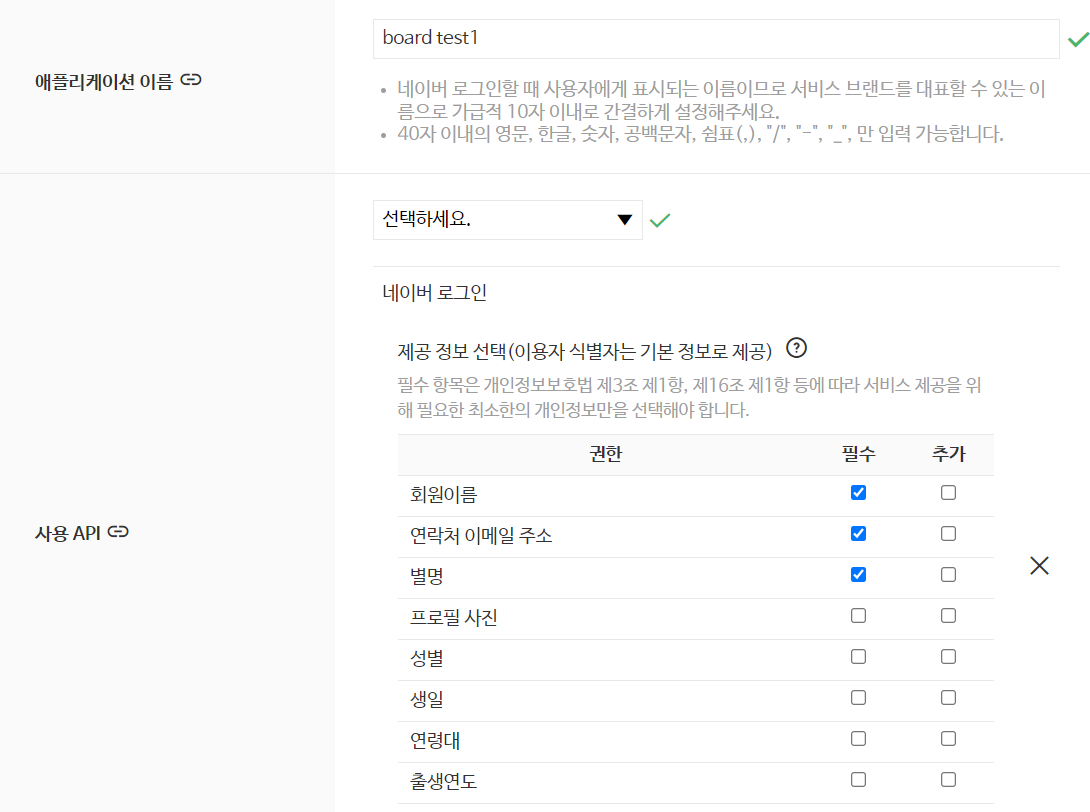 애플리케이션 이름
board test1
네이버 로그인할 때 사용자에게 표시되는 이름이므로 서비스 브랜드를 대표할 수 있는 이
름으로 가급적 10자 이내로 간결하게 설정해주세요.
40자 이내의 영문, 한글, 숫자, 공백문자, 쉼표(,), "/", "-", "_", 만 입력 가능합니다.
사용 API
선택하세요.
네이버 로그인
제공 정보 선택(이용자 식별자는 기본 정보로 제공)
필수 항목은 개인정보보호법 제3조 제1항, 제16조 제1항 등에 따라 서비스 제공을 위
해 필요한 최소한의 개인정보만을 선택해야 합니다.
권한 필수 추가
회원이름
연락처 이메일 주소
별명
프로필 사진
성별
생일
연령대
출생연도